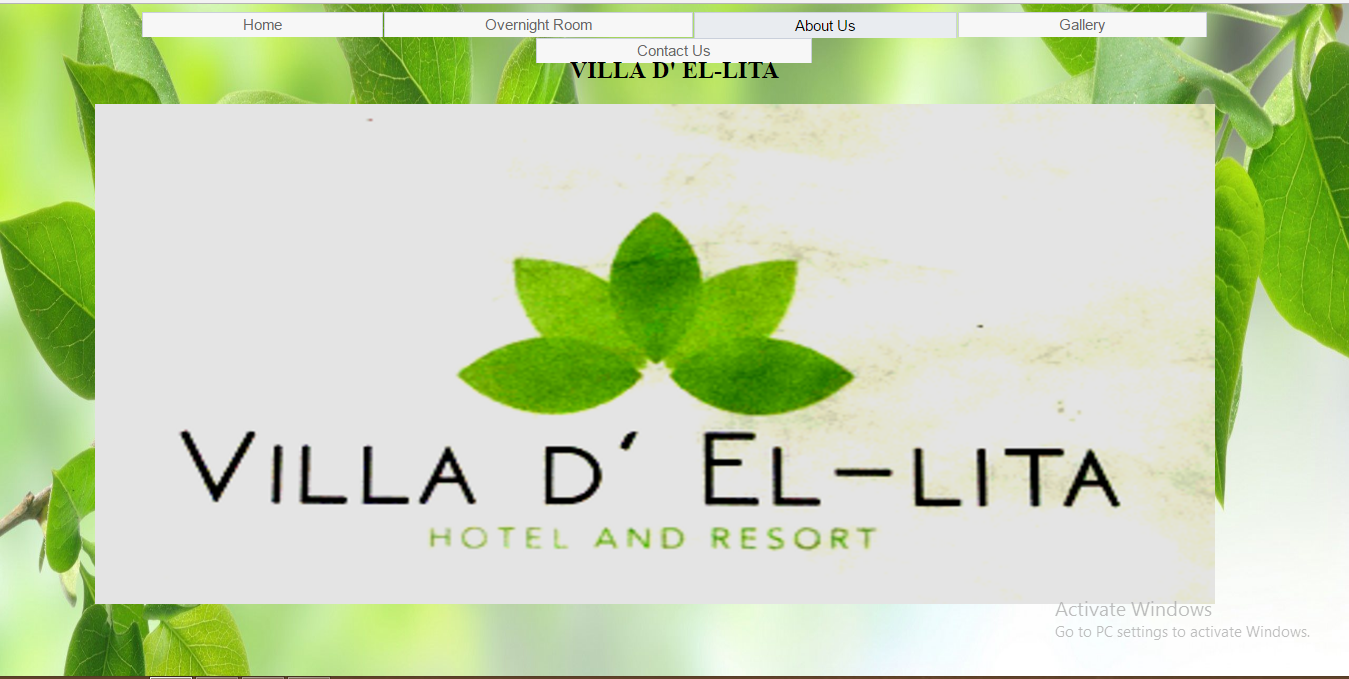 Home Overnight Room About Us Gallery
Contact Us
VILLA D' EL-LITA
VILLA D' EL-LITA
HOTEL AND RESORT
Activate Windows
Go to PC settings to activate Windows.